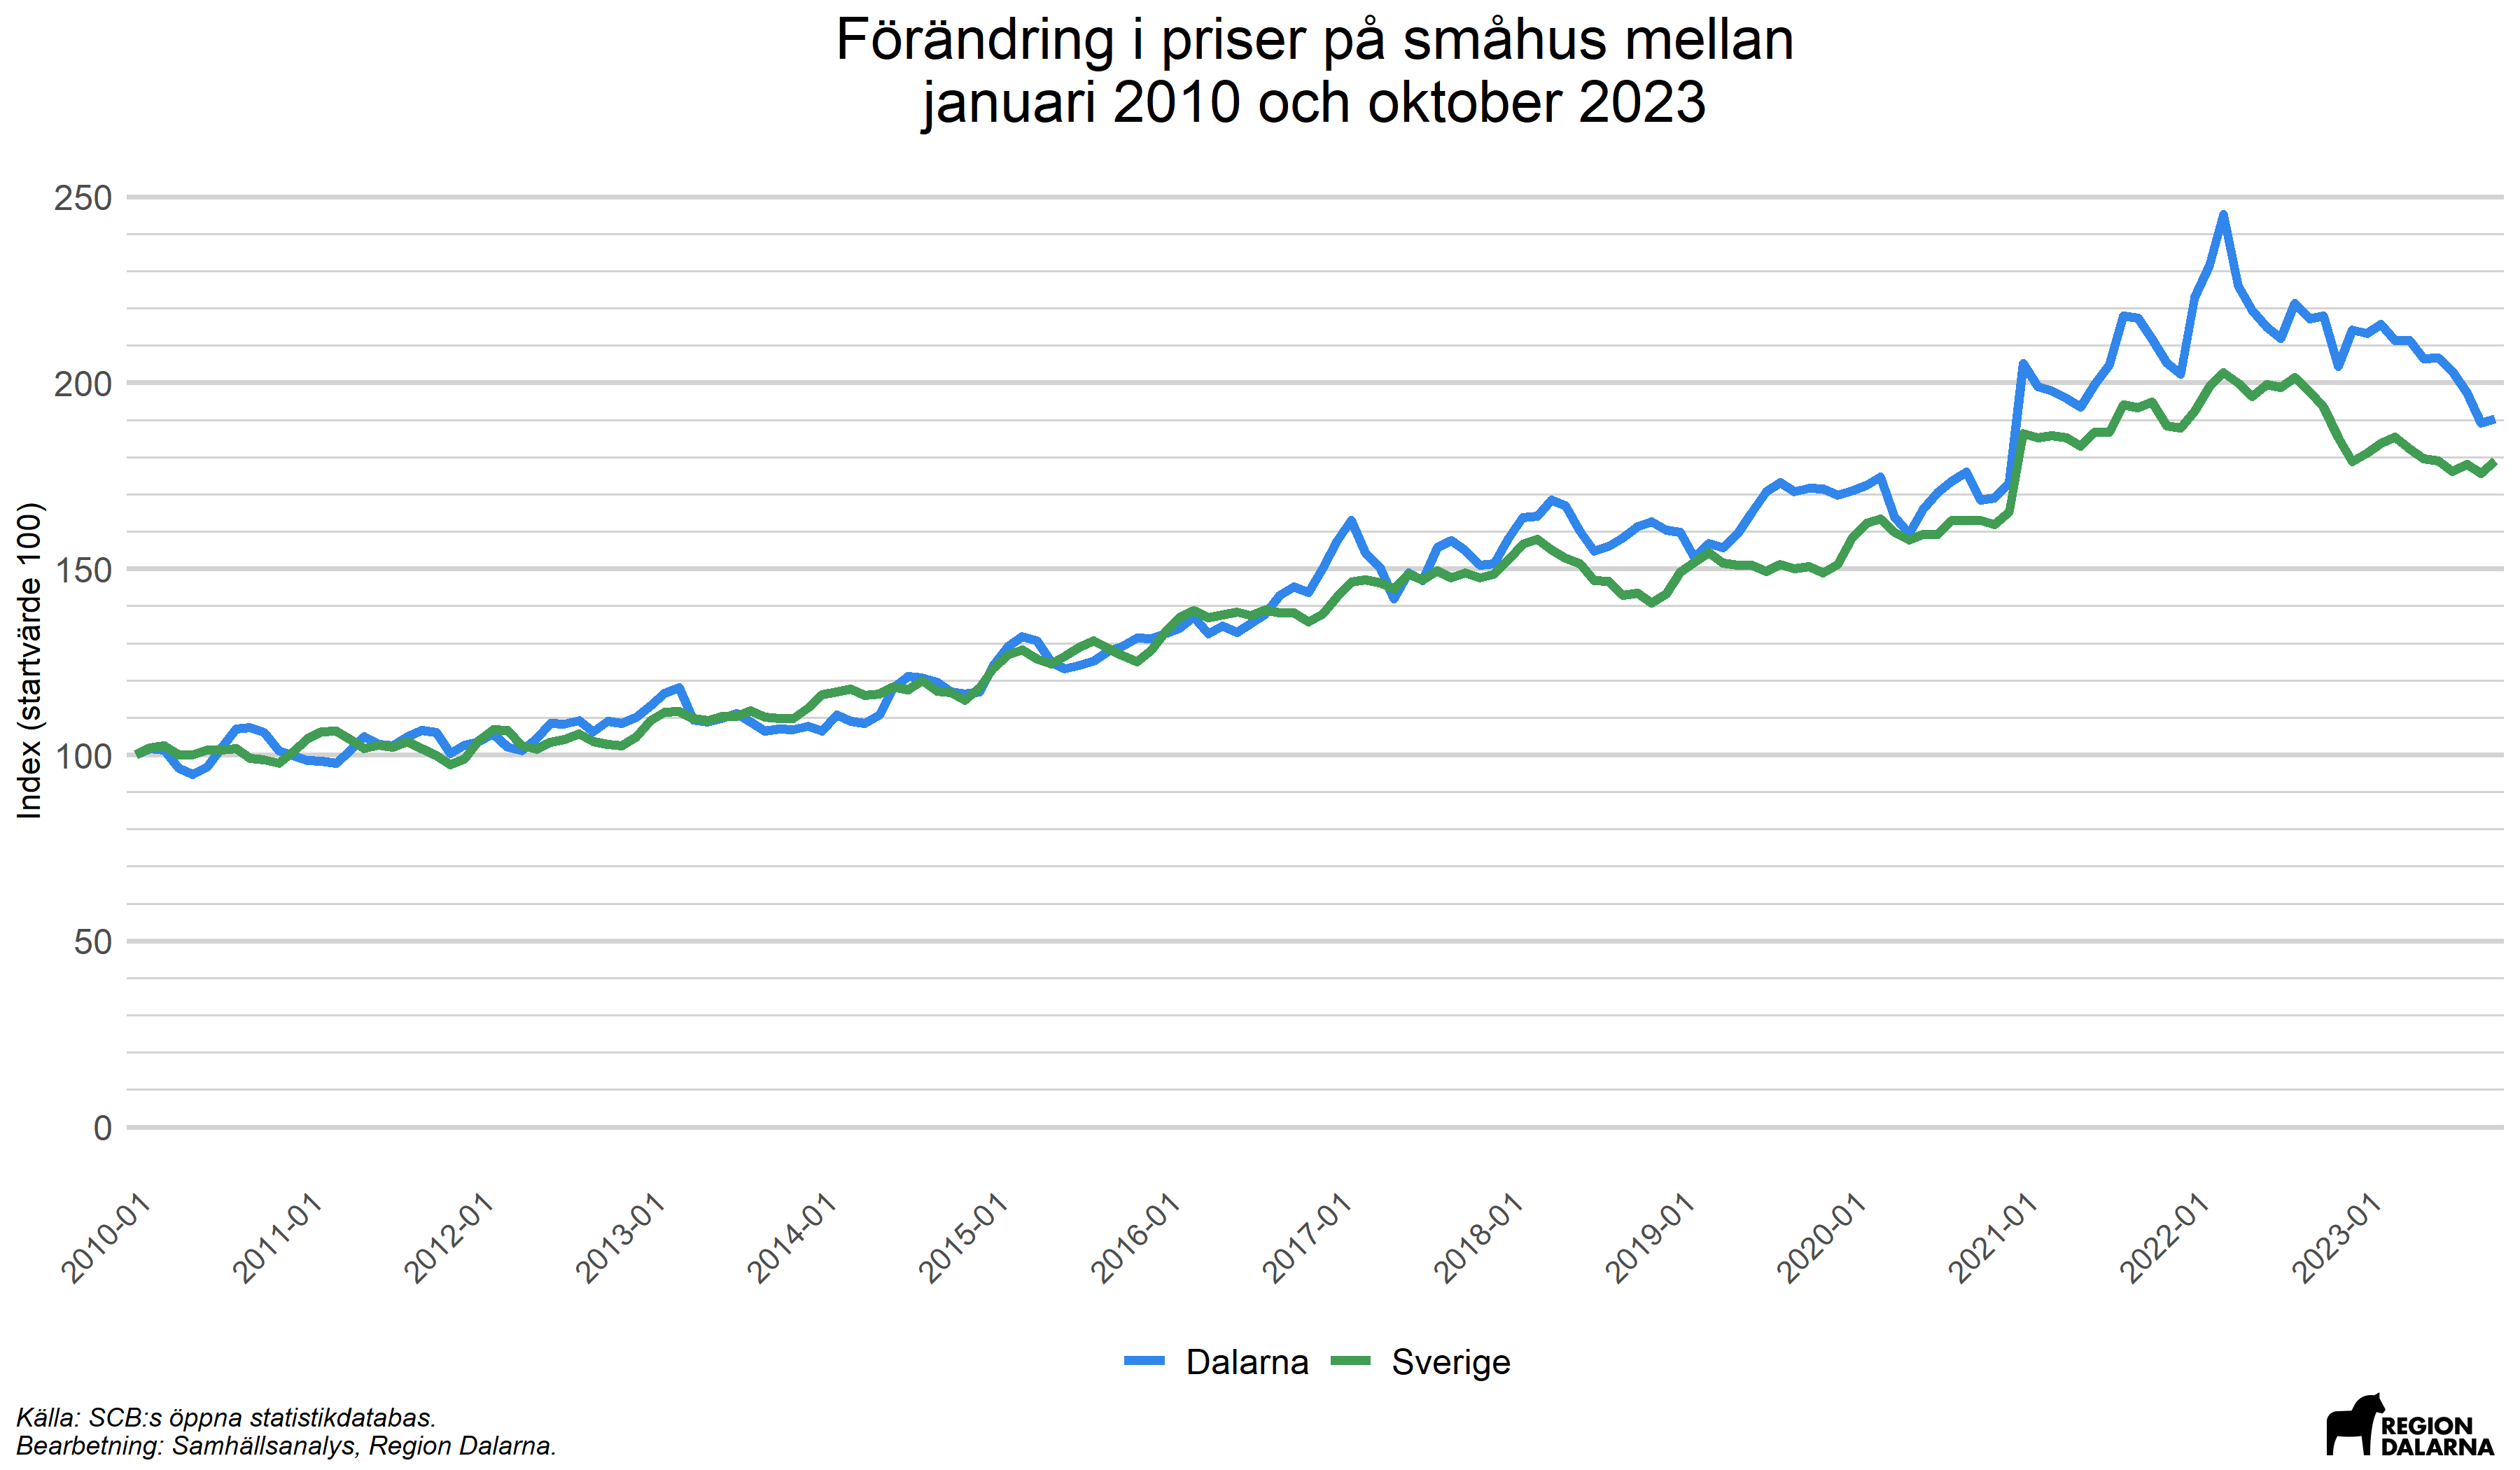 Förändring i priser på småhus mellan
januari 2010 och oktober 2023
Index (startvärde 100)
250
200
150
100
50
0
2010-01
2011-01
2012-01
2013-01
2014-01
2015-01
2016-01
2017-01
2018-01
2019-01
2020-01
2021-01
2022-01
2023-01
Dalarna
Sverige
Källa: SCB:s öppna statistikdatabas.
Bearbetning: Samhällsanalys, Region Dalarna.
REGION
DALARNA